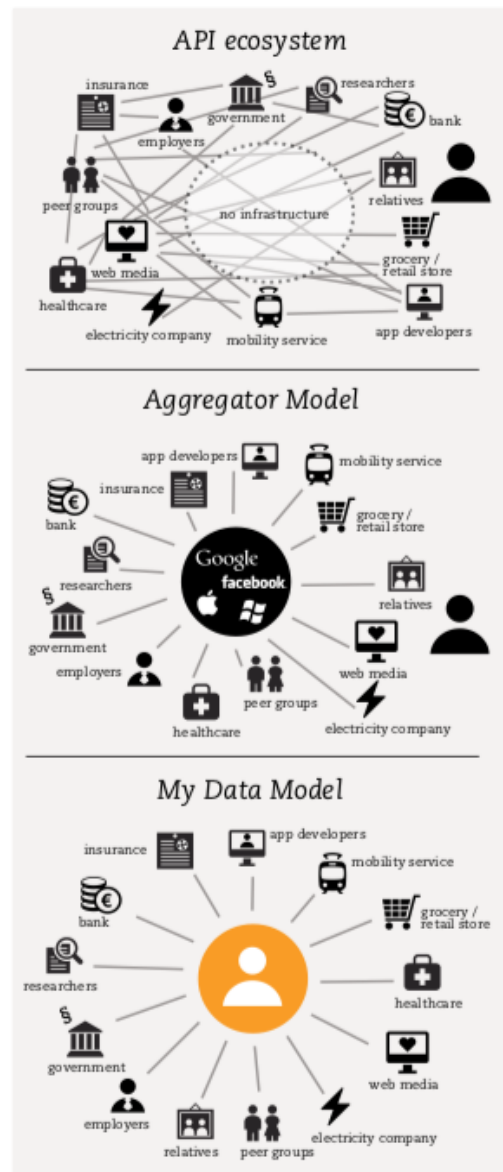 API ecosystem
insurance
§
government
researchers
employers
bank
peer groups
no infrastructure
relatives
web media
grocery /
retail store
healthcare
electricity company
mobility service
app developers
Aggregator Model
app developers
mobility service
insurance
bank
grocery /
retail store
Google
facebook
researchers
relatives
§
government
employers
web media
healthcare
peer groups
electricity company
My Data Model
app developers
insurance
mobility service
bank
grocery /
retail store
researchers
healthcare
§
government
web media
employers
relatives
peer groups
electricity company